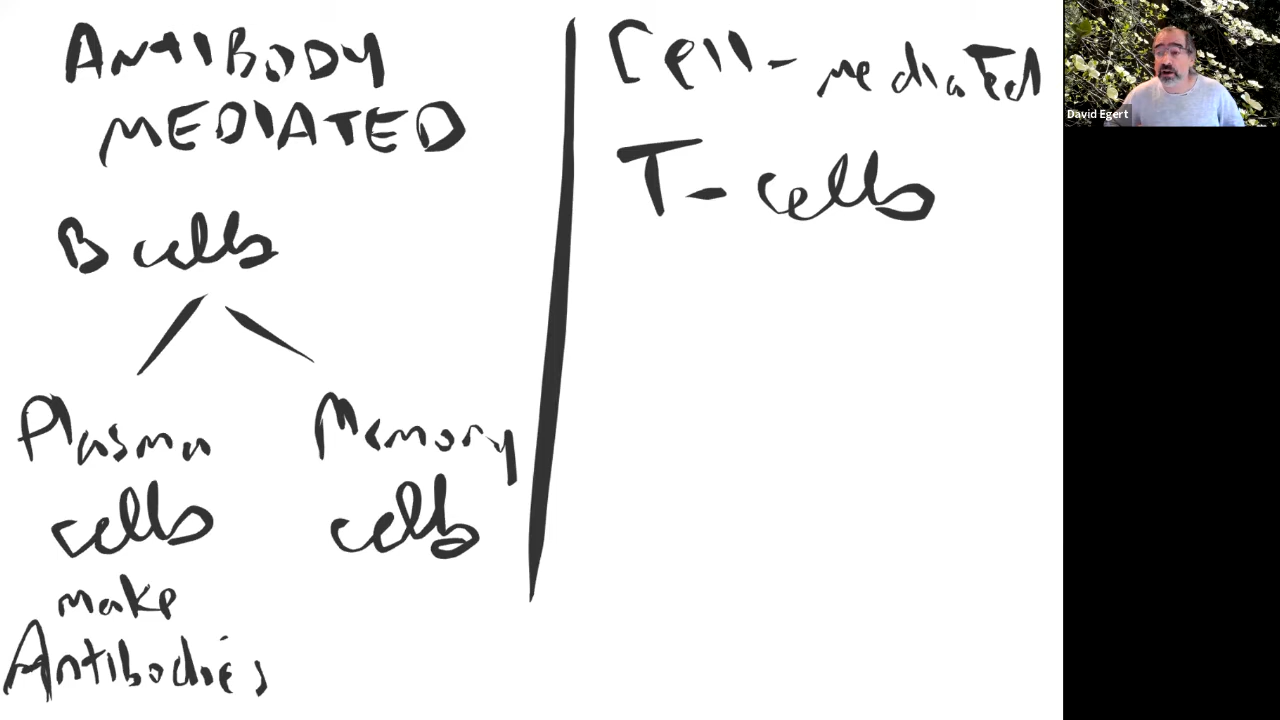 ANTIBODY
MEDIATED
B cells
Plasma
cells
make
Antibodies
Memory
cells
Cell-mediated
T-cells
David Egert